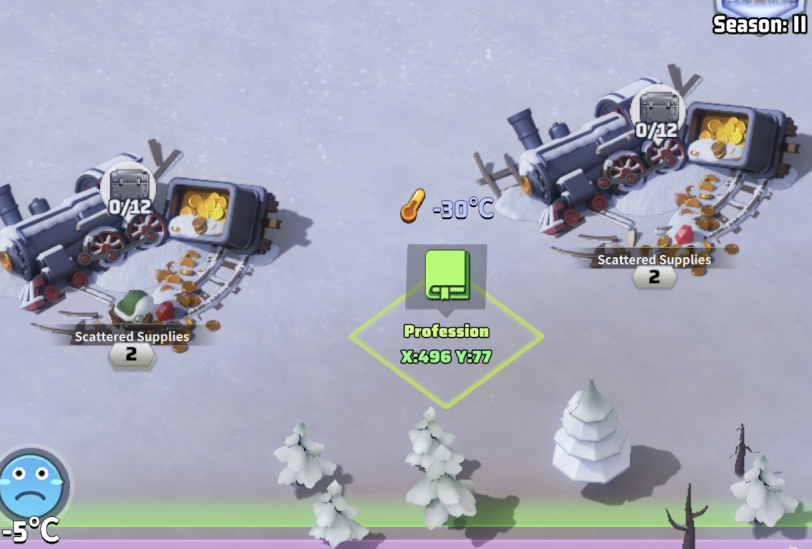 Season: II
0/12
0/12
-30°C
Scattered Supplies
2
Profession
X:496 Y:77
Scattered Supplies
2
-5°C